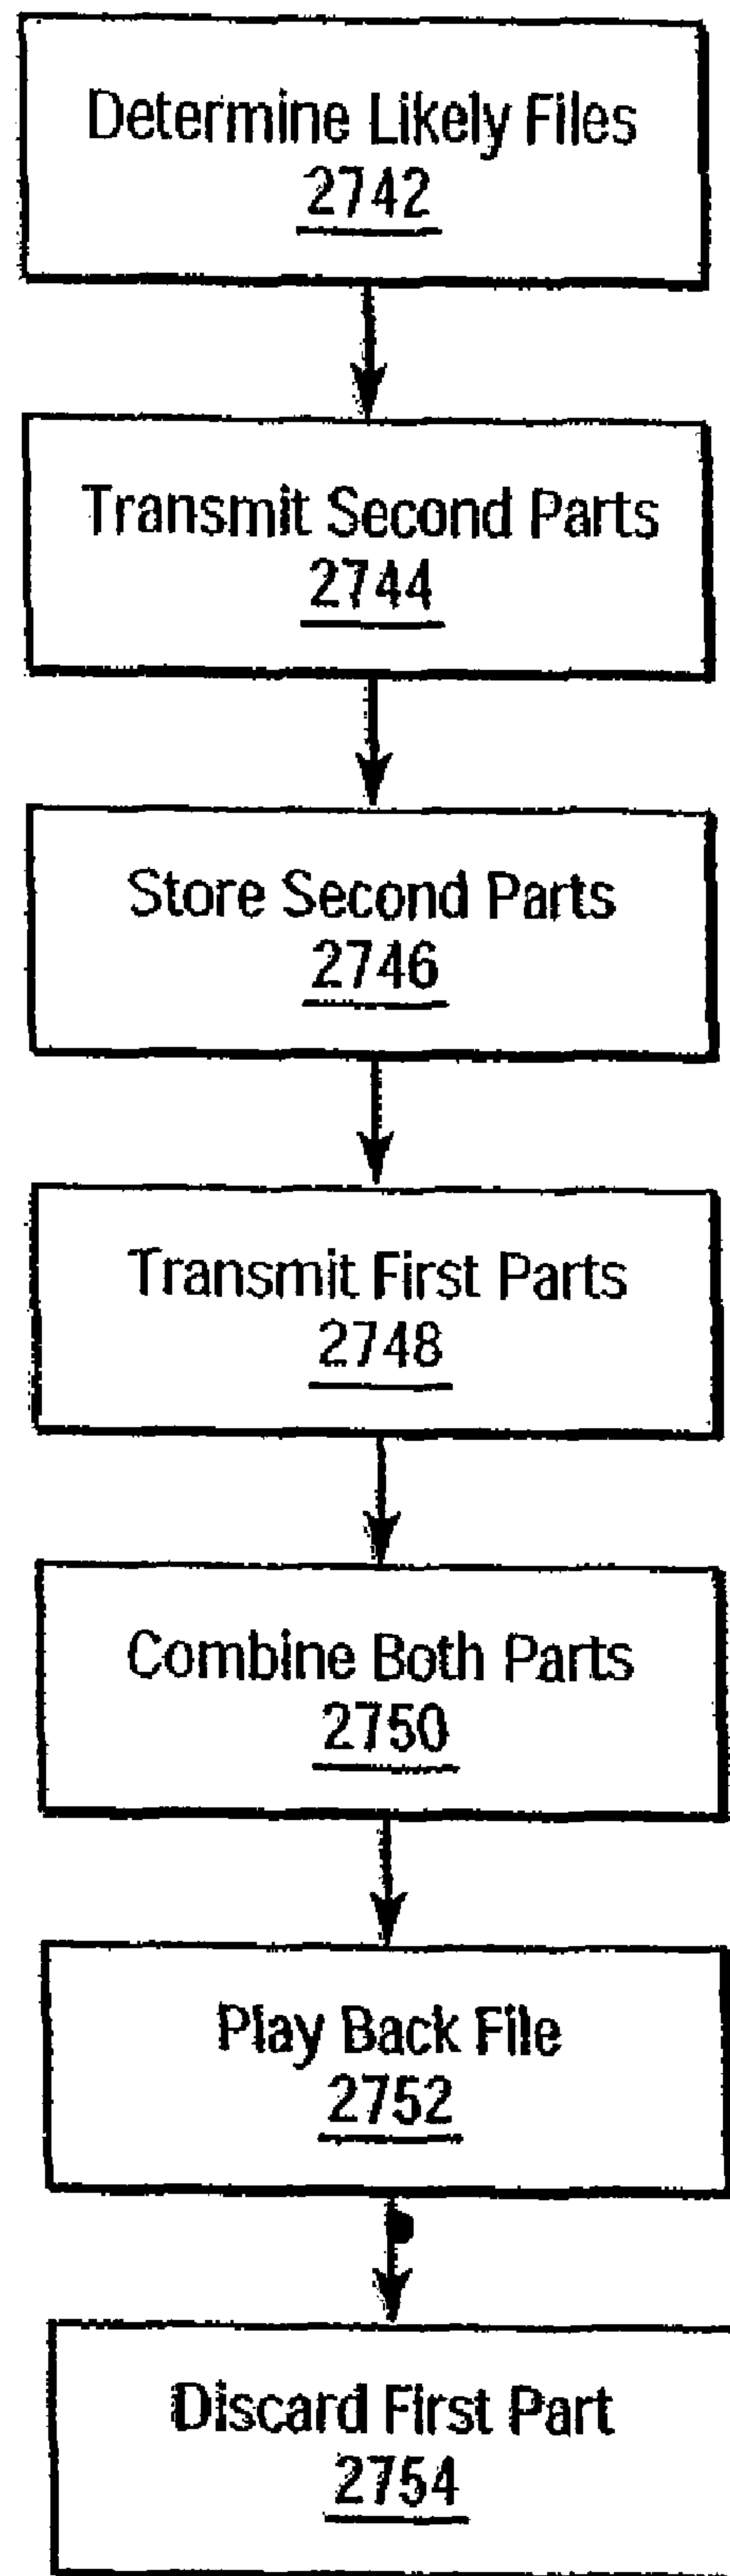 Determine Likely Files
2742
Transmit Second Parts
2744
Store Second Parts
2746
Transmit First Parts
2748
Combine Both Parts
2750
Play Back File
2752
Discard First Part
2754